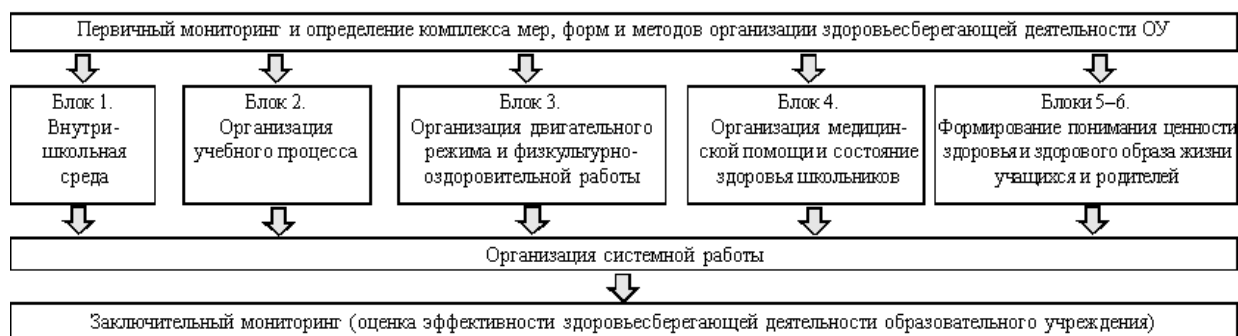 Первичный мониторинг и определение комплекса мер, форм и методов организации здоровьесберегающей деятельности ОУ
Блок 1.
Внутри-
школьная
среда
Блок 2.
Организация
учебного процесса
Блок 3.
Организация двигательного
режима и физкультурно-
оздоровительной работы
Блок 4.
Организация медицин-
ской помощи и состояние
здоровья школьников
Блоки 5–6.
Формирование понимания ценности
здоровья и здорового образа жизни
учащихся и родителей
Организация системной работы
Заключительный мониторинг (оценка эффективности здоровьесберегающей деятельности образовательного учреждения)